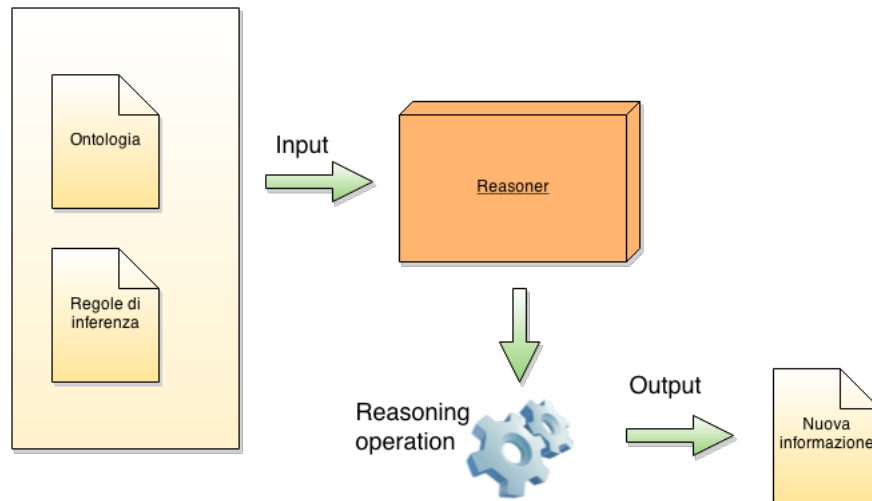 Ontologia
Regole di
inferenza
Input
Reasoner
Reasoning
operation
Output
Nuova
informazione